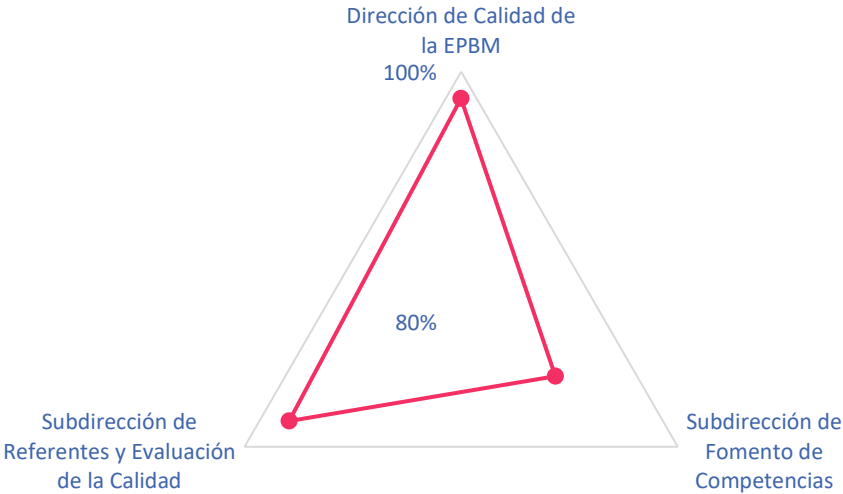 Dirección de Calidad de
la EPBM
100%
80%
Subdirección de
Referentes y Evaluación
de la Calidad
Subdirección de
Fomento de
Competencias